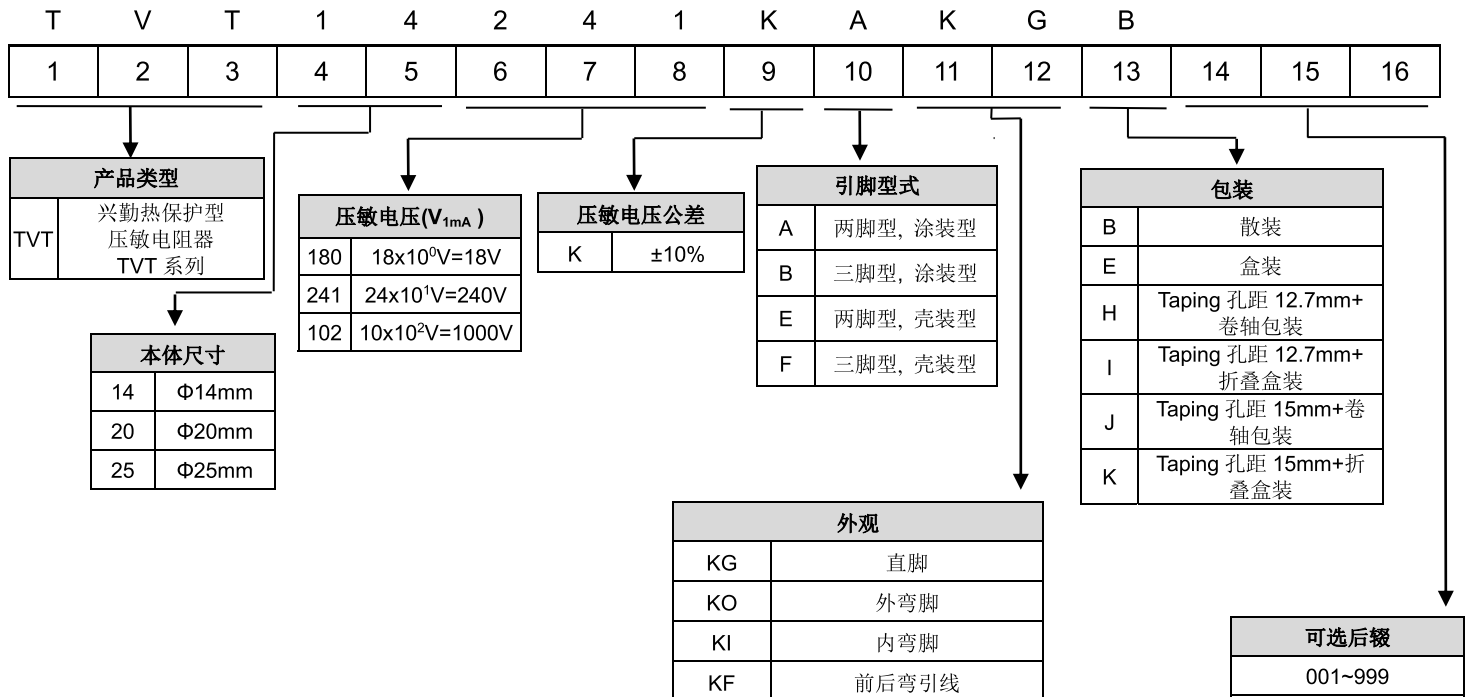 T V T 1 4 2 4 1 K A K G B
1 2 3 4 5 6 7 8 9 10 11 12 13 14 15 16
产品类型
TVT
兴勤热保护型
压敏电阻器
TVT 系列
本体尺寸
14 Φ14mm
20 Φ20mm
25 Φ25mm
压敏电压(V₁ₘA )
180 18x10⁰V=18V
241 24x10¹V=240V
102 10x10²V=1000V
压敏电压公差
K ±10%
引脚型式
A 两脚型, 涂装型
B 三脚型, 涂装型
E 两脚型, 壳装型
F 三脚型, 壳装型
外观
KG 直脚
KO 外弯脚
KI 内弯脚
KF 前后弯引线
包装
B 散装
E 盒装
H Taping 孔距 12.7mm+
卷轴包装
I Taping 孔距 12.7mm+
折叠盒装
J Taping 孔距 15mm+卷
轴包装
K Taping 孔距 15mm+折
叠盒装
可选后辍
001~999